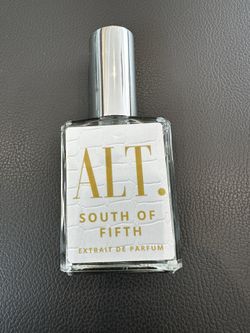 ALT.
SOUTH OF
FIFTH
EXTRAIT DE PARFUM